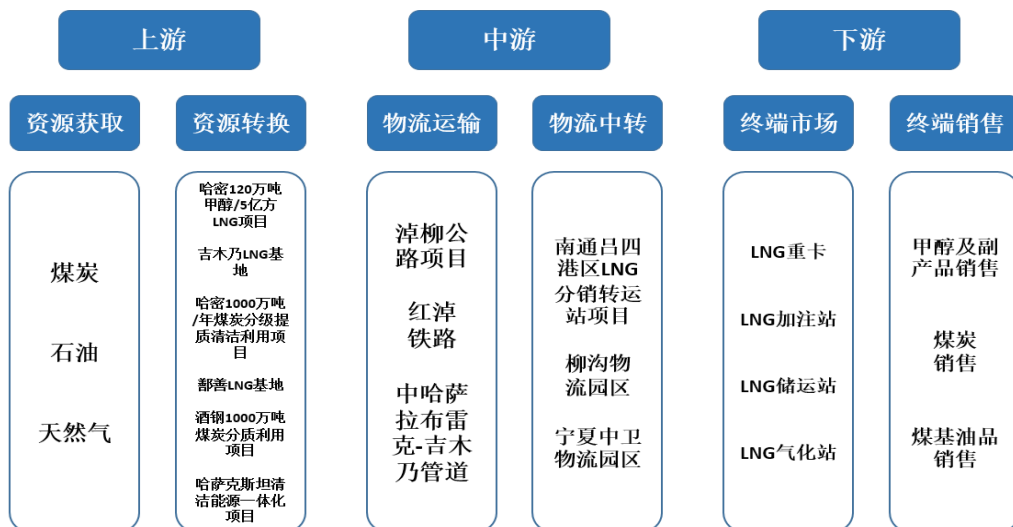 上游
中游
下游
资源获取
资源转换
物流运输
物流中转
终端市场
终端销售
煤炭
石油
天然气
哈密120万吨
甲醇/5亿方
LNG项目
吉木乃LNG基
地
哈密1000万吨
/年煤炭分级提
质清洁利用项
目
鄯善LNG基地
酒钢1000万吨
煤炭分质利用
项目
哈萨克斯坦清
洁能源一体化
项目
淖柳公
路项目
红淖
铁路
中哈萨
拉布雷
克-吉木
乃管道
南通吕四
港区LNG
分销转运
站项目
柳沟物
流园区
宁夏中卫
物流园区
LNG重卡
LNG加注站
LNG储运站
LNG气化站
甲醇及副
产品销售
煤炭
销售
煤基油品
销售